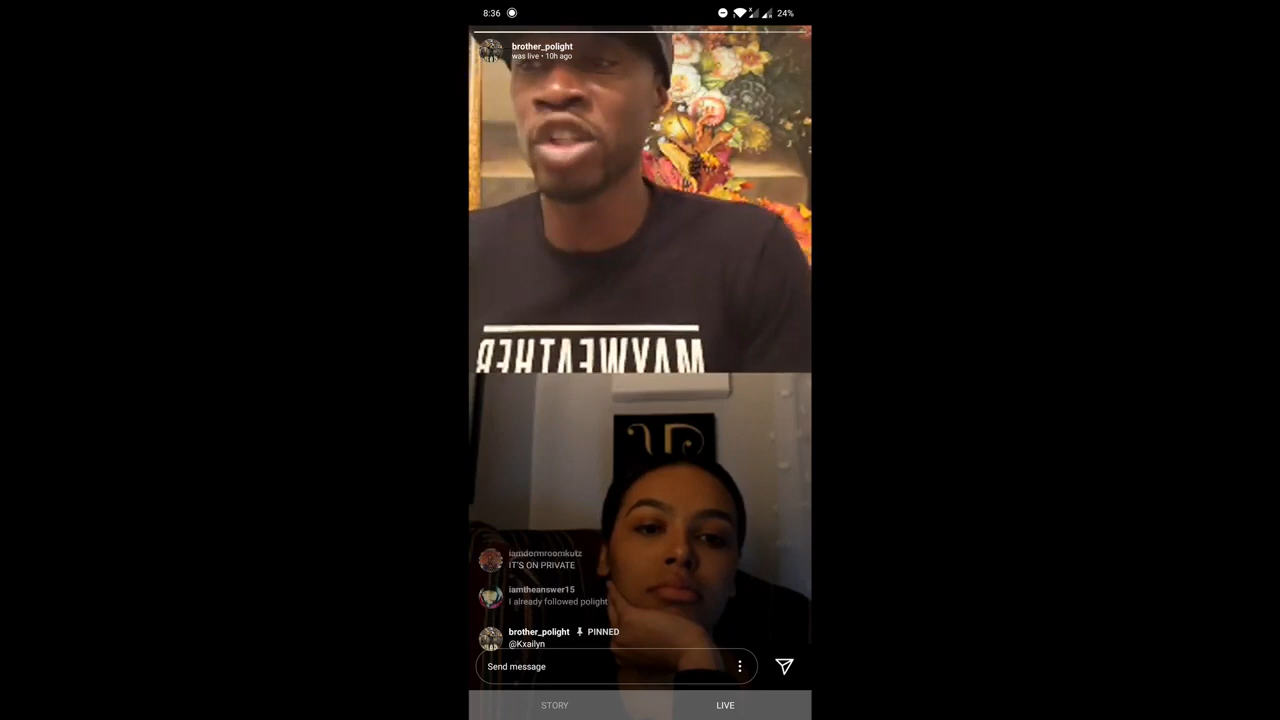 8:36
24%
brother_polight
was live • 10h ago
MAYWEATHER
iamdormroomkutz
IT'S ON PRIVATE
iamtheanswer15
I already followed polight
brother_polight PINNED
@Kxailyn
Send message
STORY
LIVE